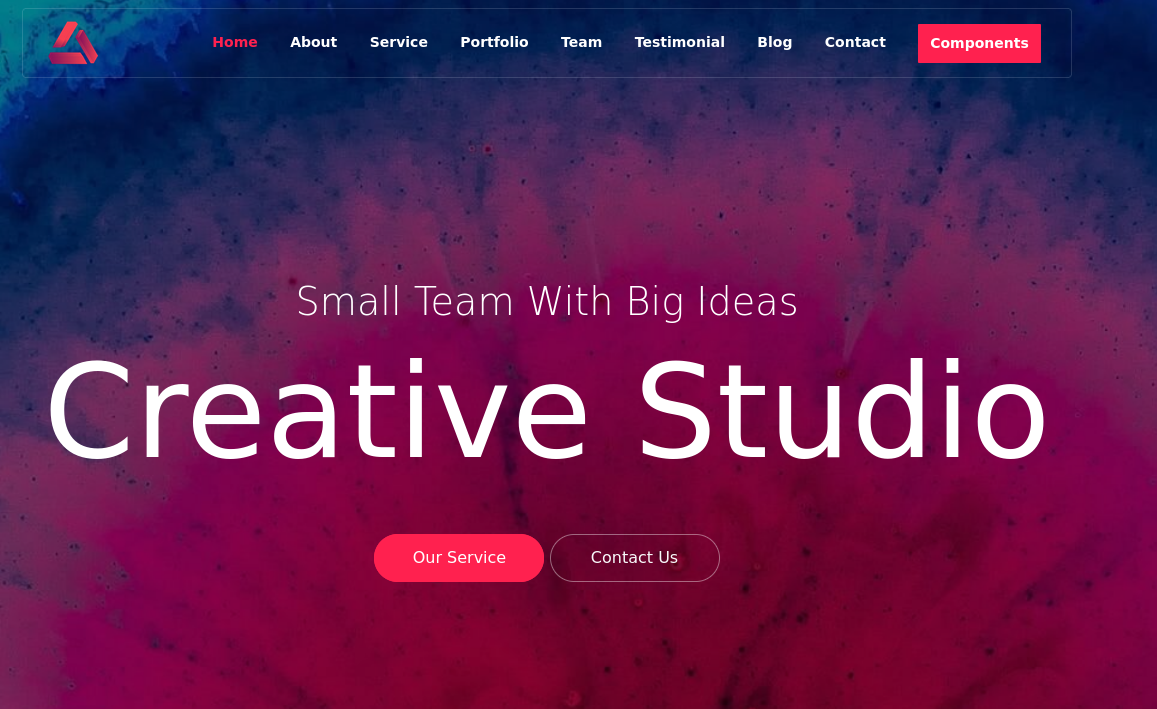 Home About Service Portfolio Team Testimonial Blog Contact Components
Small Team With Big Ideas
Creative Studio
Our Service Contact Us